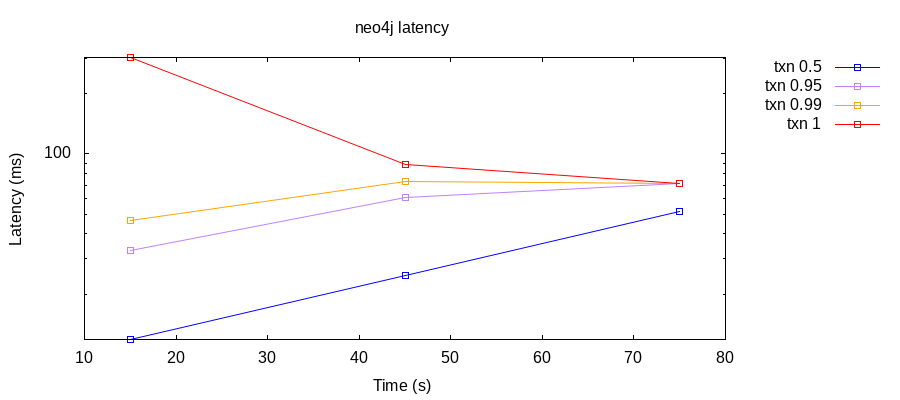 neo4j latency
txn 0.5
txn 0.95
txn 0.99
txn 1
100
Latency (ms)
10 20 30 40 50 60 70 80
Time (s)